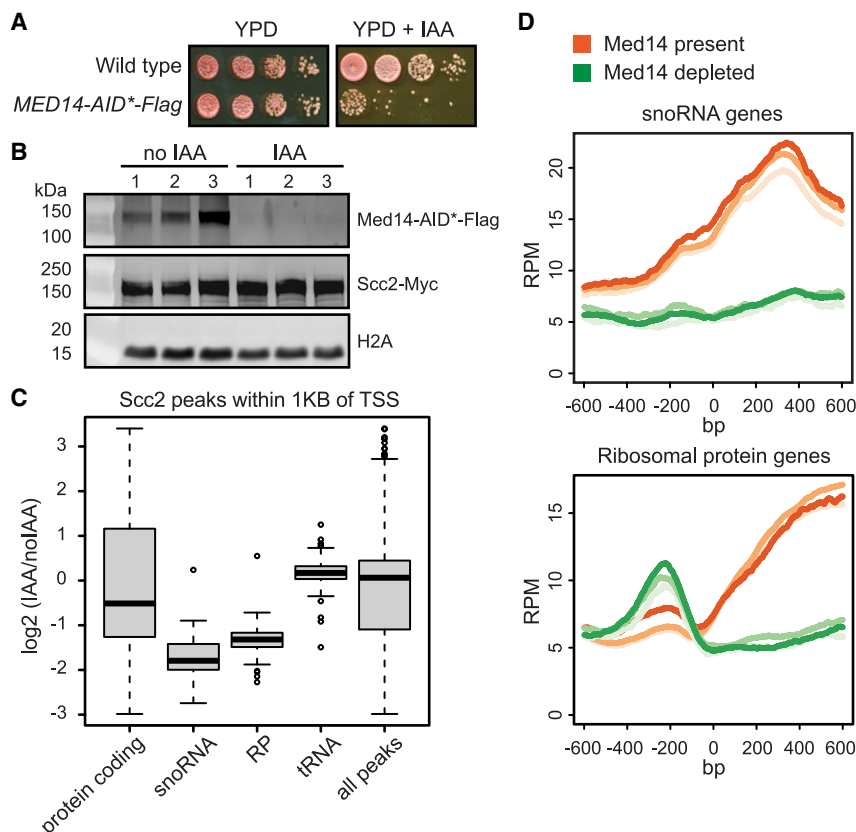 A
YPD
YPD + IAA
Wild type
MED14-AID*-Flag
B
no IAA
IAA
kDa
1 2 3 1 2 3
150
100
Med14-AID*-Flag
250
150
Scc2-Myc
20
15
H2A
C
Scc2 peaks within 1KB of TSS
log2 (IAA/noIAA)
3
2
1
0
-1
-2
-3
protein coding
snoRNA
RP
tRNA
all peaks
D
Med14 present
Med14 depleted
snoRNA genes
RPM
20
15
10
5
0
-600 -400 -200 0 200 400 600
bp
Ribosomal protein genes
RPM
15
10
5
0
-600 -400 -200 0 200 400 600
bp